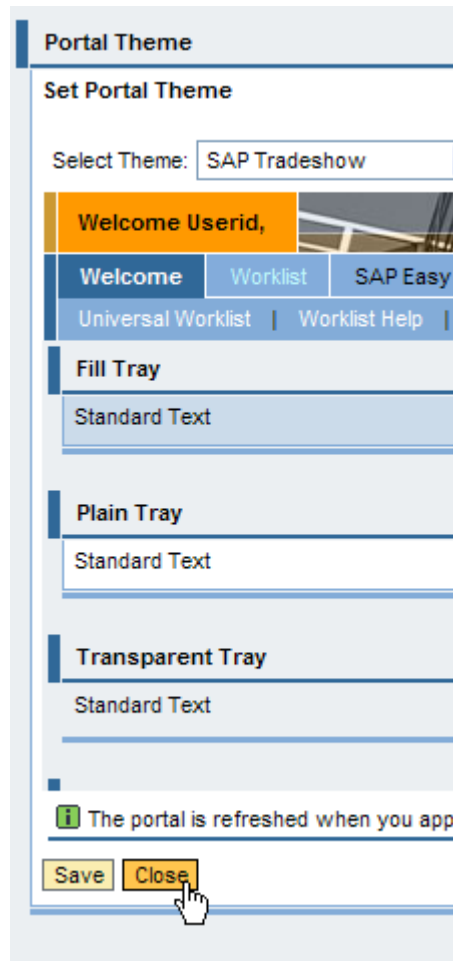 Portal Theme
Set Portal Theme
Select Theme: SAP Tradeshow
Welcome Userid,
Welcome Worklist SAP Easy
Universal Worklist | Worklist Help |
Fill Tray
Standard Text
Plain Tray
Standard Text
Transparent Tray
Standard Text
The portal is refreshed when you app
Save Close